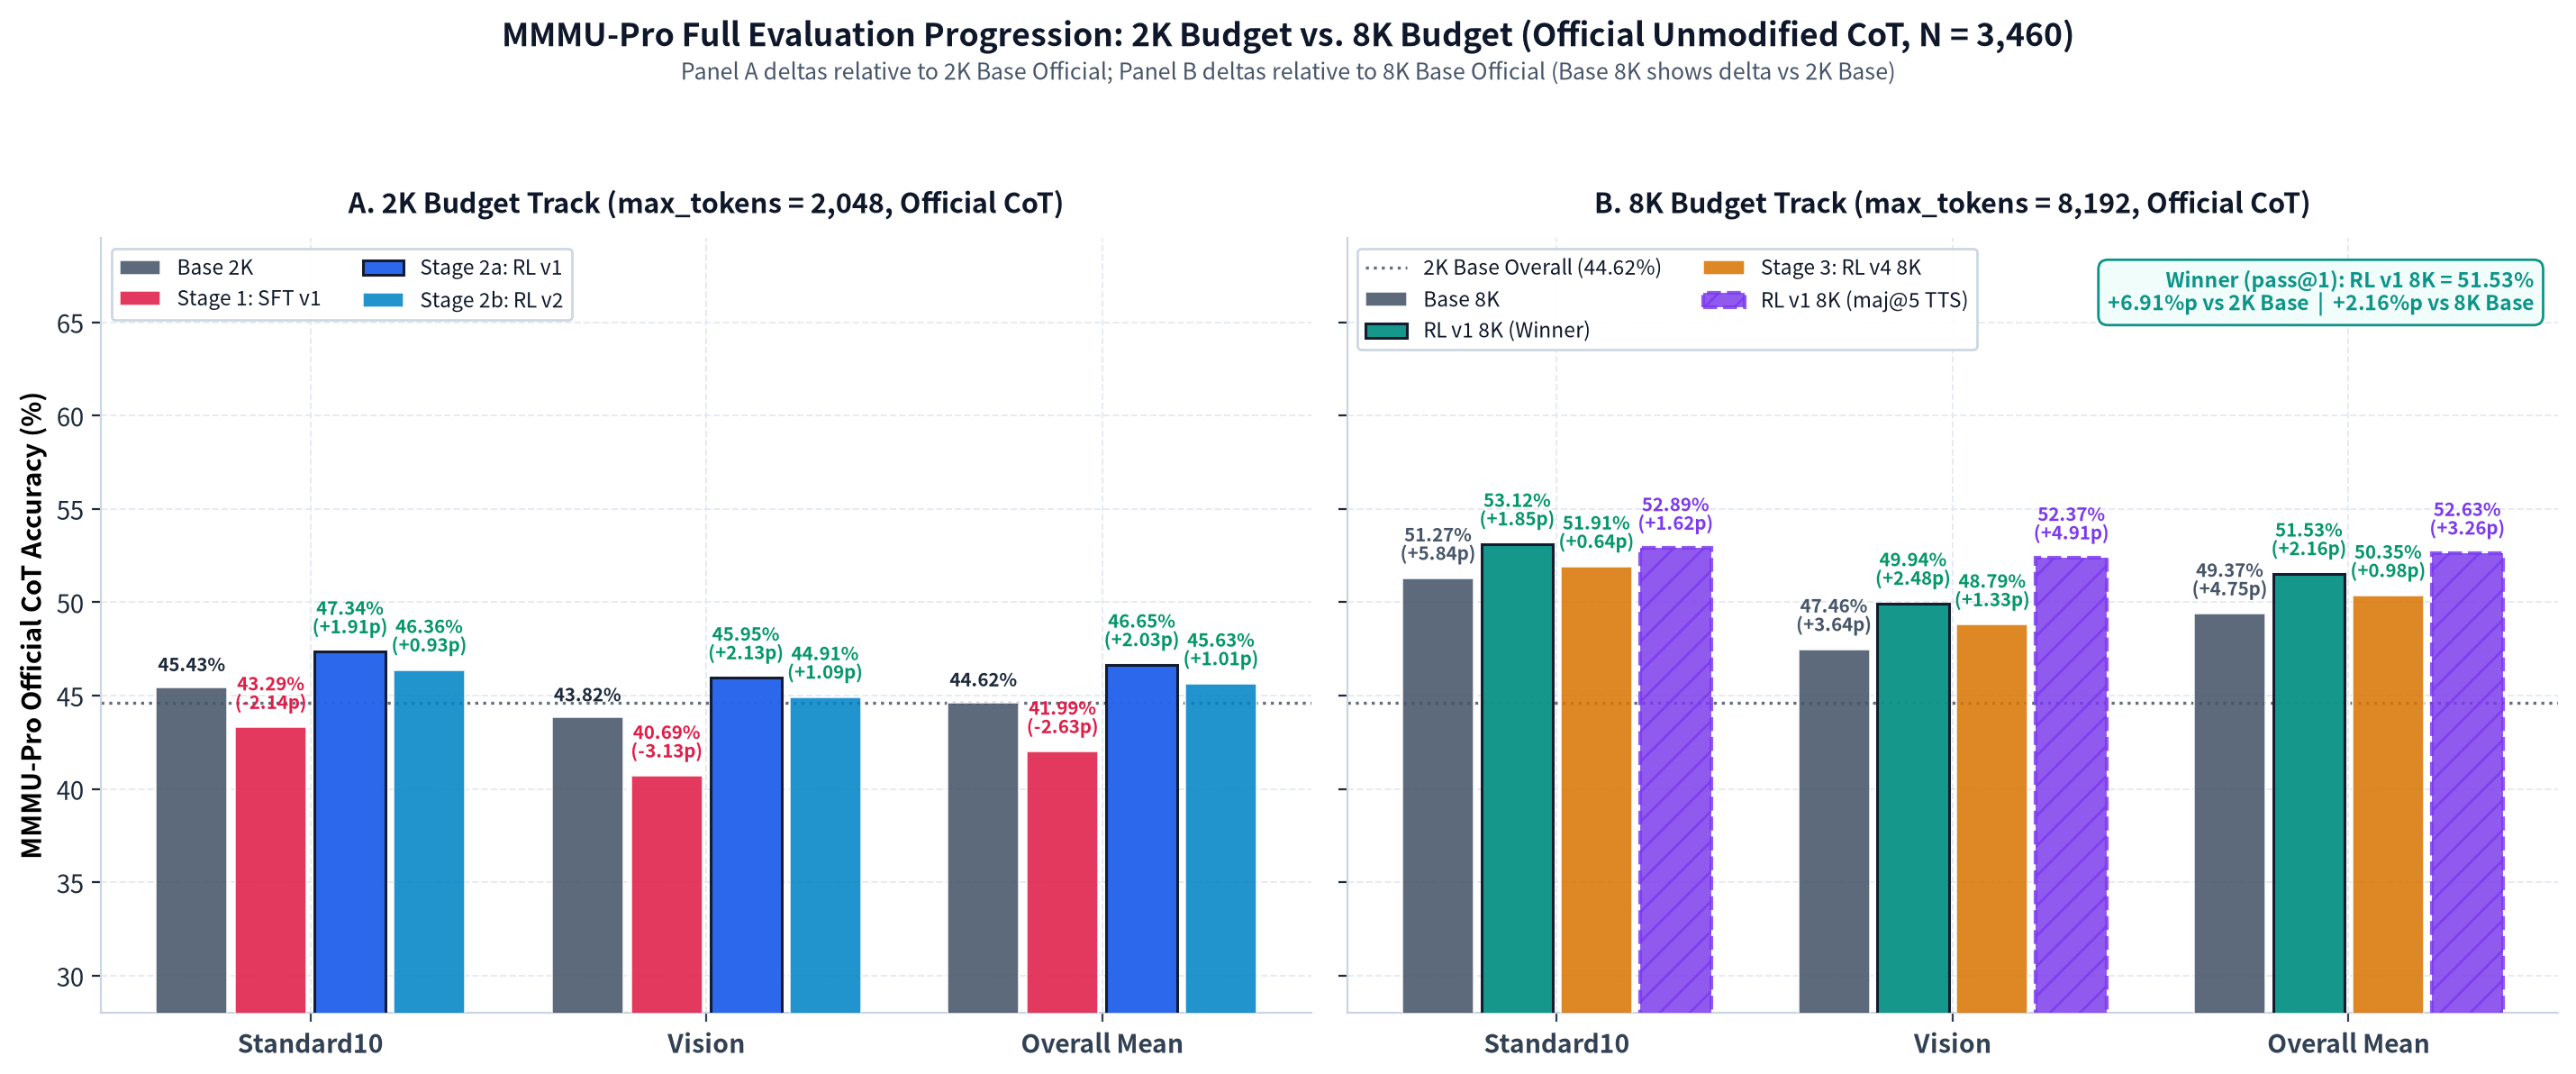 MMMU-Pro Full Evaluation Progression: 2K Budget vs. 8K Budget (Official Unmodified CoT, N = 3,460)
Panel A deltas relative to 2K Base Official; Panel B deltas relative to 8K Base Official (Base 8K shows delta vs 2K Base)
A. 2K Budget Track (max_tokens = 2,048, Official CoT)
Base 2K
Stage 1: SFT v1
Stage 2a: RL v1
Stage 2b: RL v2
MMMU-Pro Official CoT Accuracy (%)
65
60
55
50
45
40
35
30
45.43%
43.29%
(-2.14p)
47.34%
(+1.91p)
46.36%
(+0.93p)
43.82%
40.69%
(-3.13p)
45.95%
(+2.13p)
44.91%
(+1.09p)
44.62%
41.99%
(-2.63p)
46.65%
(+2.03p)
45.63%
(+1.01p)
Standard10
Vision
Overall Mean
B. 8K Budget Track (max_tokens = 8,192, Official CoT)
2K Base Overall (44.62%)
Base 8K
RL v1 8K (Winner)
Stage 3: RL v4 8K
RL v1 8K (maj@5 TTS)
Winner (pass@1): RL v1 8K = 51.53%
+6.91%p vs 2K Base | +2.16%p vs 8K Base
51.27%
(+5.84p)
53.12%
(+1.85p)
51.91%
(+0.64p)
52.89%
(+1.62p)
47.46%
(+3.64p)
49.94%
(+2.48p)
48.79%
(+1.33p)
52.37%
(+4.91p)
49.37%
(+4.75p)
51.53%
(+2.16p)
50.35%
(+0.98p)
52.63%
(+3.26p)
Standard10
Vision
Overall Mean